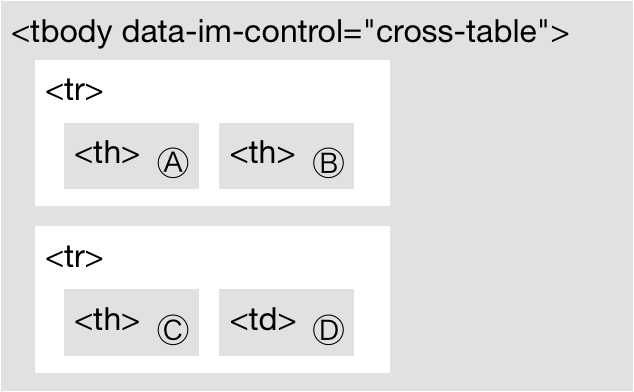 <tbody data-im-control="cross-table">
<tr>
<th> Ⓐ <th> Ⓑ
<tr>
<th> Ⓒ <td> Ⓓ